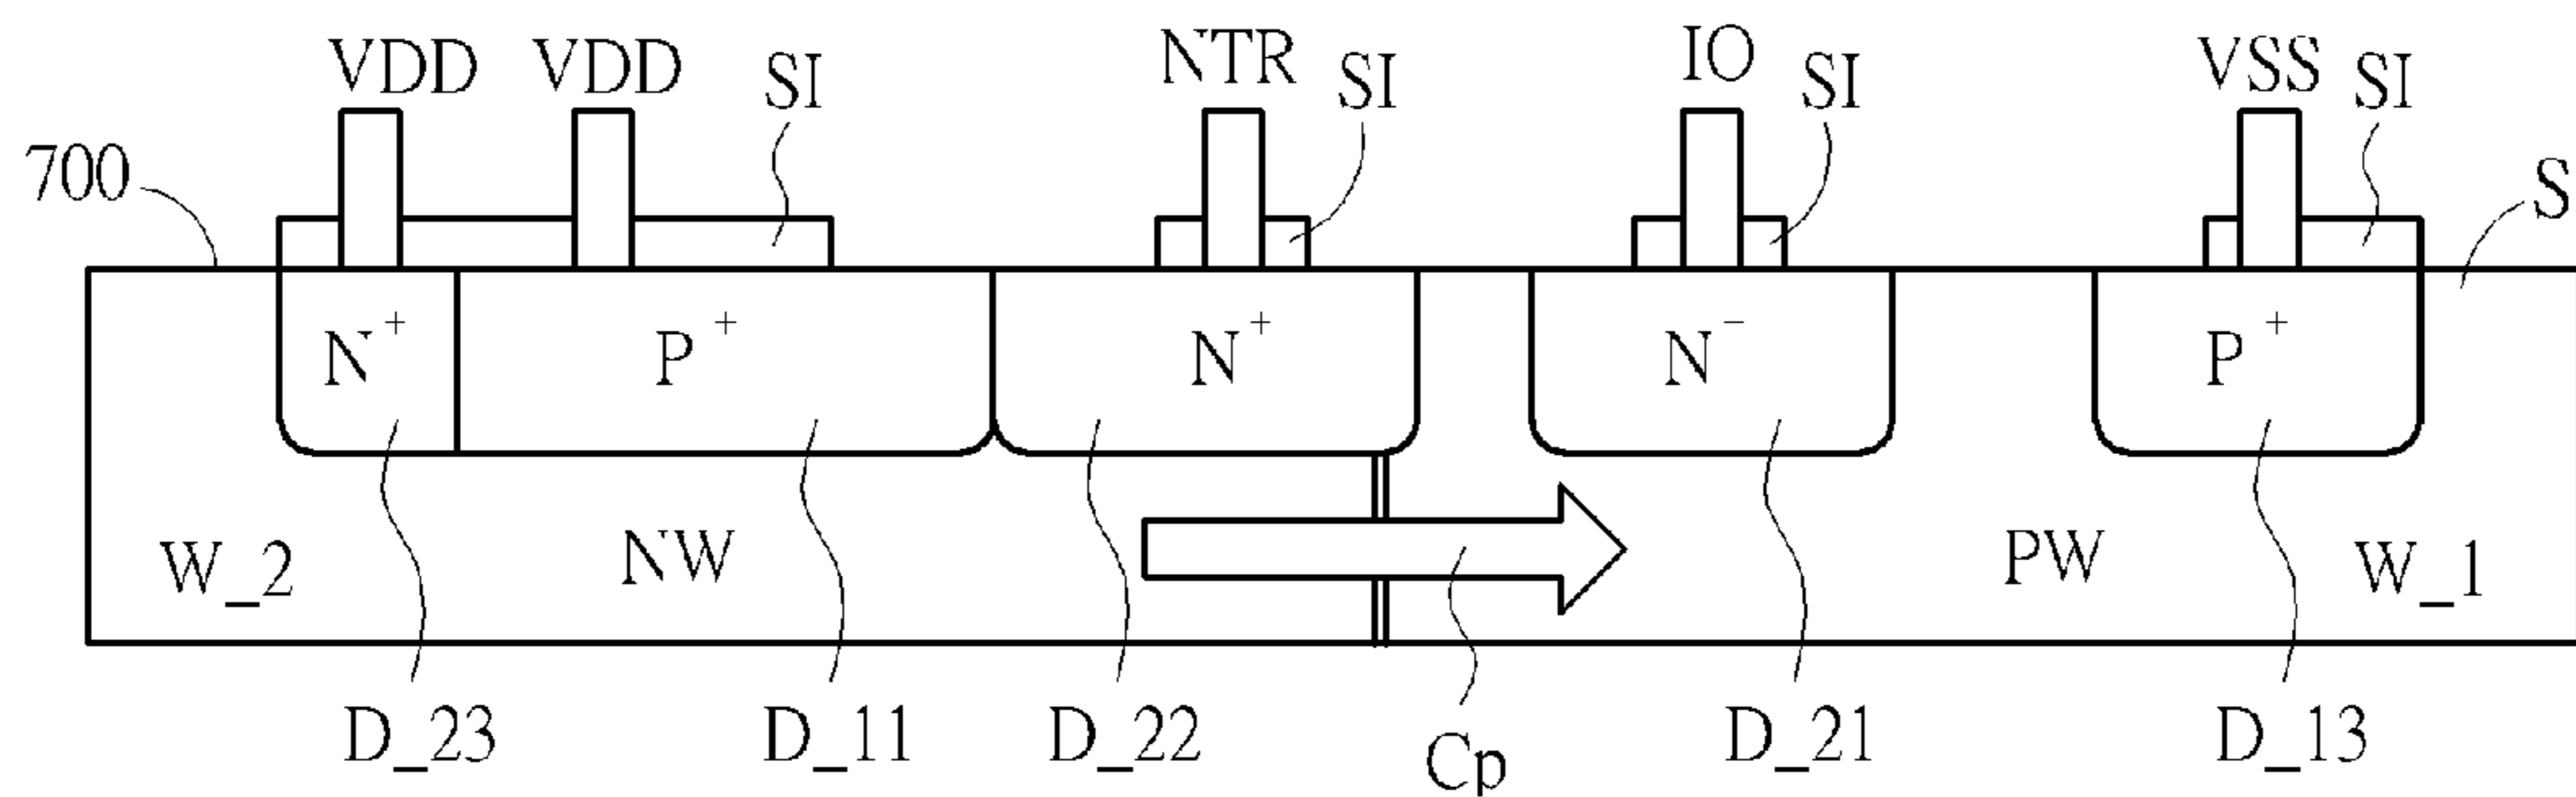 VDD VDD SI NTR SI IO SI VSS SI
700 S
N+ P+ N+ N− P+
W_2 NW PW W_1
D_23 D_11 D_22 Cp D_21 D_13